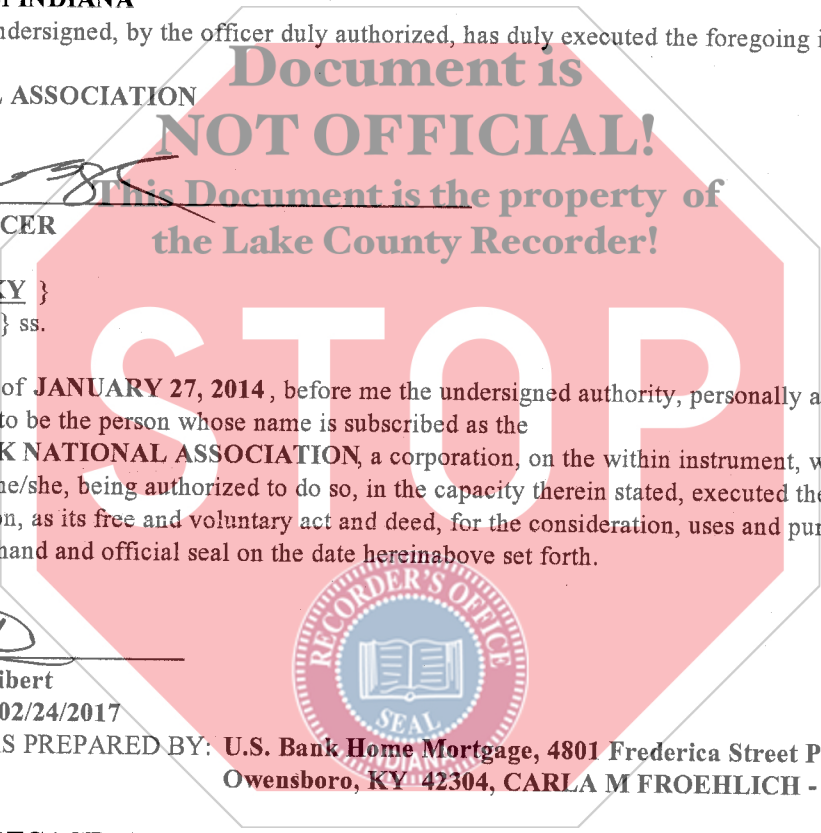 INDIANA
ndersigned, by the officer duly authorized, has duly executed the foregoing i
Document is
L ASSOCIATION
NOT OFFICIAL!
This Document is the property of
CER
the Lake County Recorder!
KY }
} ss.
STOP
of JANUARY 27, 2014, before me the undersigned authority, personally a
to be the person whose name is subscribed as the
K NATIONAL ASSOCIATION, a corporation, on the within instrument, w
he/she, being authorized to do so, in the capacity therein stated, executed the
on, as its free and voluntary act and deed, for the consideration, uses and pur
hand and official seal on the date hereinabove set forth.
RECORDER'S OFFICE
SEAL
INDIANA
ibert
02/24/2017
S PREPARED BY: U.S. Bank Home Mortgage, 4801 Frederica Street P
Owensboro, KY 42304, CARLA M FROEHLICH -